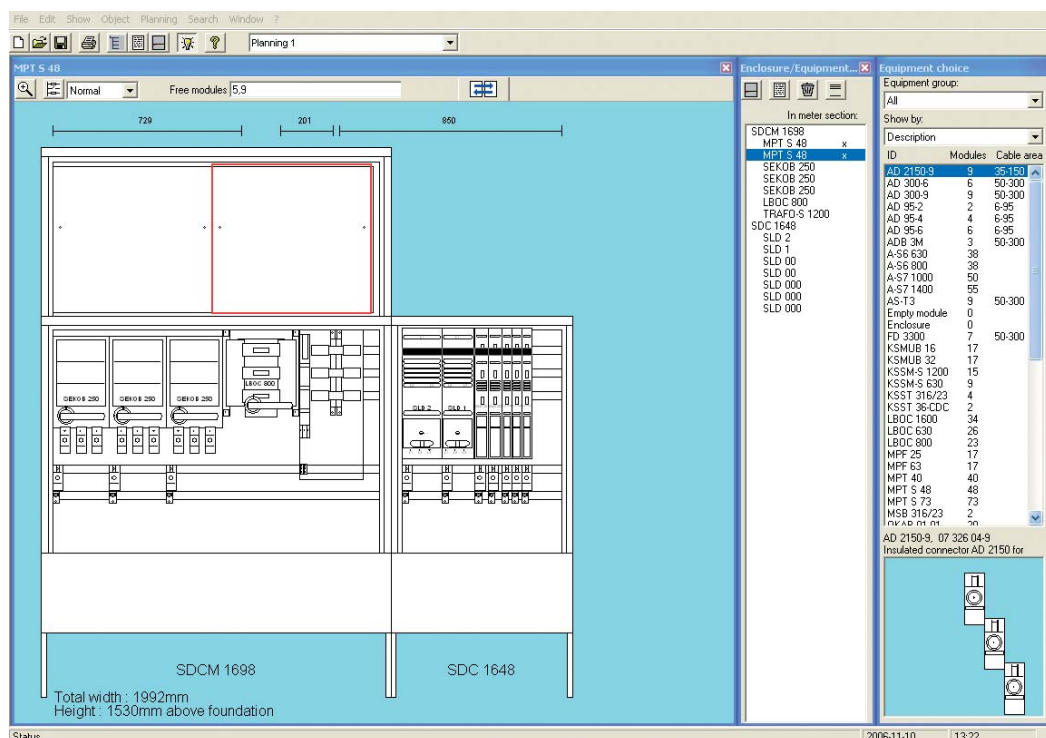 File Edit Show Object Planning Search Window ?
Planning 1
MPT S 48
Normal
Free modules 5,9
729
201
850
SEKOB 250
SEKOB 250
SEKOB 250
LBOC 800
SLD 2
SLD 1
SDCM 1698
SDC 1648
Total width : 1992mm
Height : 1530mm above foundation
Enclosure/Equipment...
In meter section:
SDCM 1698
MPT S 48 x
MPT S 48 x
SEKOB 250
SEKOB 250
SEKOB 250
LBOC 800
TRAFO-S 1200
SDC 1648
SLD 2
SLD 1
SLD 00
SLD 00
SLD 000
SLD 000
SLD 000
Equipment choice
Equipment group:
All
Show by:
Description
ID Modules Cable area
AD 2150-9 9 35-150
AD 300-6 6 50-300
AD 300-9 9 50-300
AD 95-2 2 6-95
AD 95-4 4 6-95
AD 95-6 6 6-95
ADB 3M 3 50-300
A-S6 630 38
A-S6 800 38
A-S7 1000 50
A-S7 1400 55
AS-T3 9 50-300
Empty module 0
Enclosure 0
FD 3300 7 50-300
KSMUB 16 17
KSMUB 32 17
KSSM-S 1200 15
KSSM-S 630 9
KSST 316/23 4
KSST 36-CDC 2
LBOC 1600 34
LBOC 630 26
LBOC 800 23
MPF 25 17
MPF 63 17
MPT 40 40
MPT S 48 48
MPT S 73 73
MSB 316/23 2
AD 2150-9, 07 326 04-9
Insulated connector AD 2150 for
Status
2006-11-10 13:22